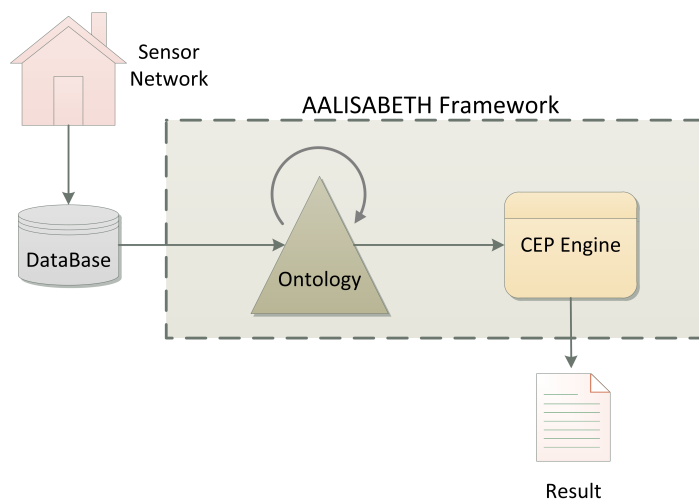 Sensor
Network
AALISABETH Framework
DataBase
Ontology
CEP Engine
Result